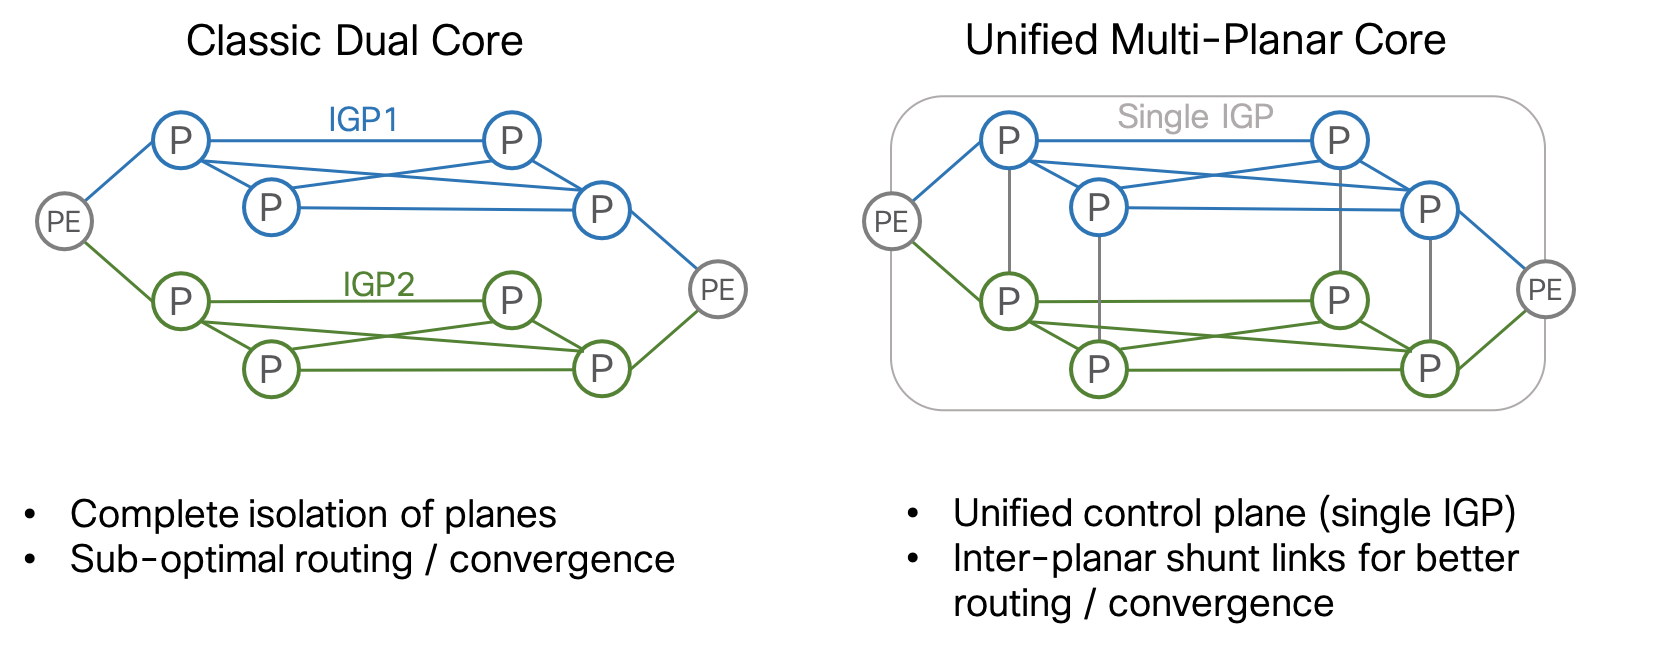 Classic Dual Core
IGP1
P
P
P
P
PE
IGP2
P
P
PE
P
P
• Complete isolation of planes
• Sub-optimal routing / convergence
Unified Multi-Planar Core
Single IGP
P
P
P
P
PE
P
P
PE
P
P
• Unified control plane (single IGP)
• Inter-planar shunt links for better
routing / convergence